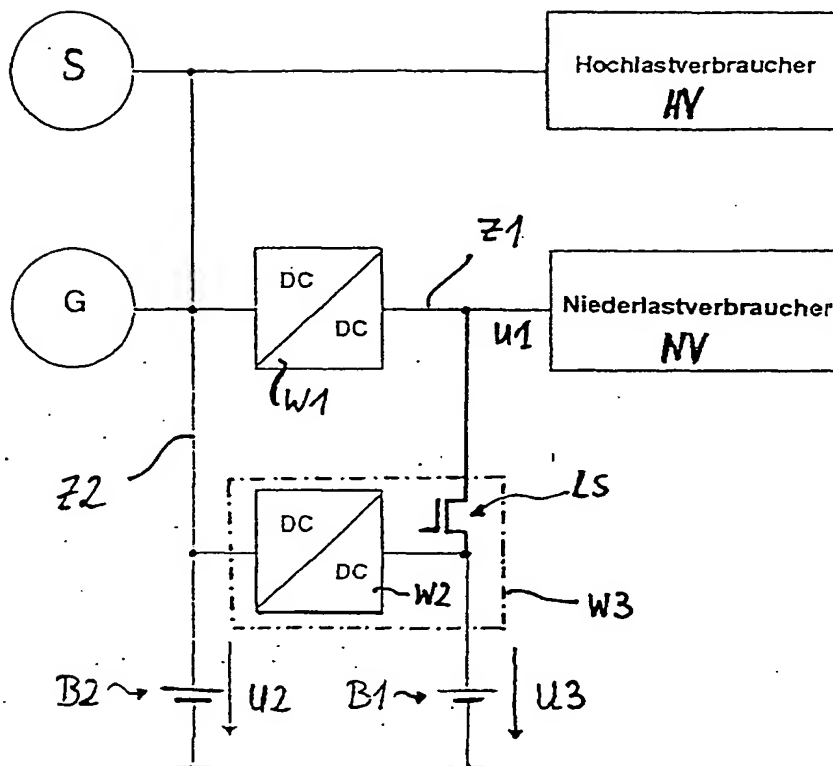 S
Hochlastverbraucher
HV
G
DC
DC
W1
Z1
U1
Niederlastverbraucher
NV
Z2
DC
DC
W2
LS
W3
B2
U2
B1
U3